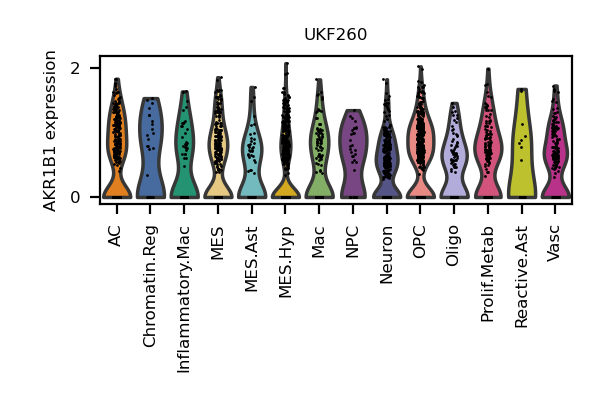 UKF260
AKR1B1 expression
2
0
AC
Chromatin.Reg
Inflammatory.Mac
MES
MES.Ast
MES.Hyp
Mac
NPC
Neuron
OPC
Oligo
Prolif.Metab
Reactive.Ast
Vasc